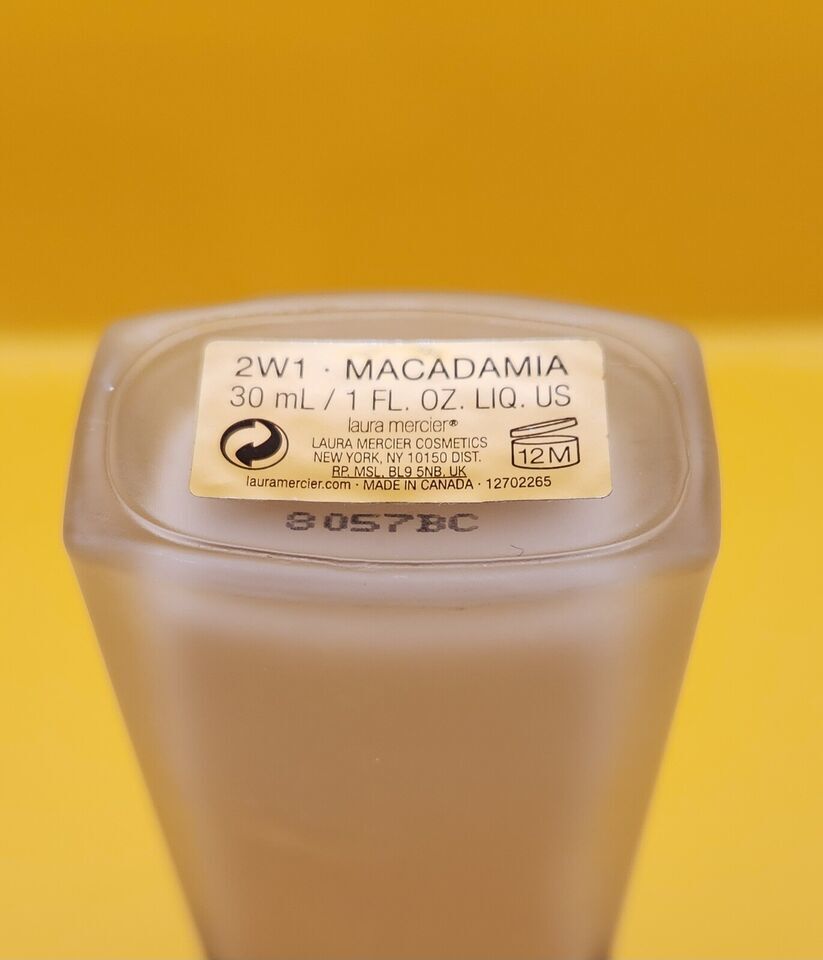 2W1 · MACADAMIA
30 mL / 1 FL. OZ. LIQ. US
laura mercier®
LAURA MERCIER COSMETICS
NEW YORK, NY 10150 DIST.
12 M
RP, MSL, BL9 5NB, UK
lauramercier.com · MADE IN CANADA · 12702265
8057BC